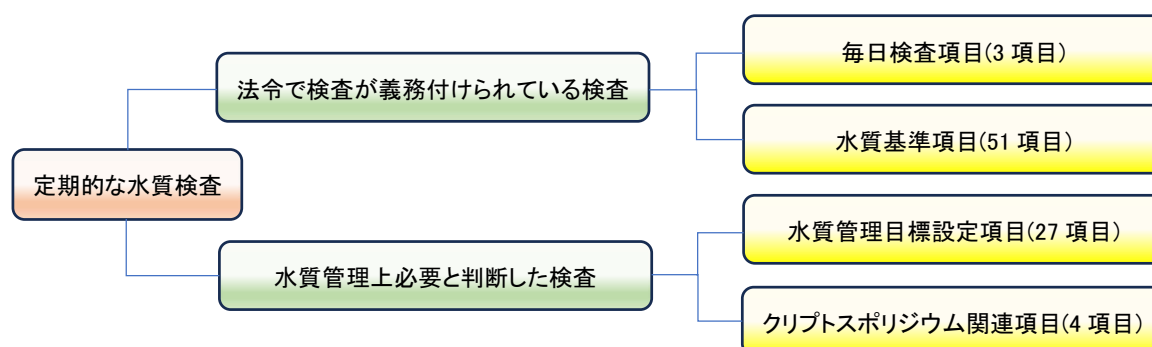 定期的な水質検査
法令で検査が義務付けられている検査
毎日検査項目(3 項目)
水質基準項目(51 項目)
水質管理上必要と判断した検査
水質管理目標設定項目(27 項目)
クリプトスポリジウム関連項目(4 項目)